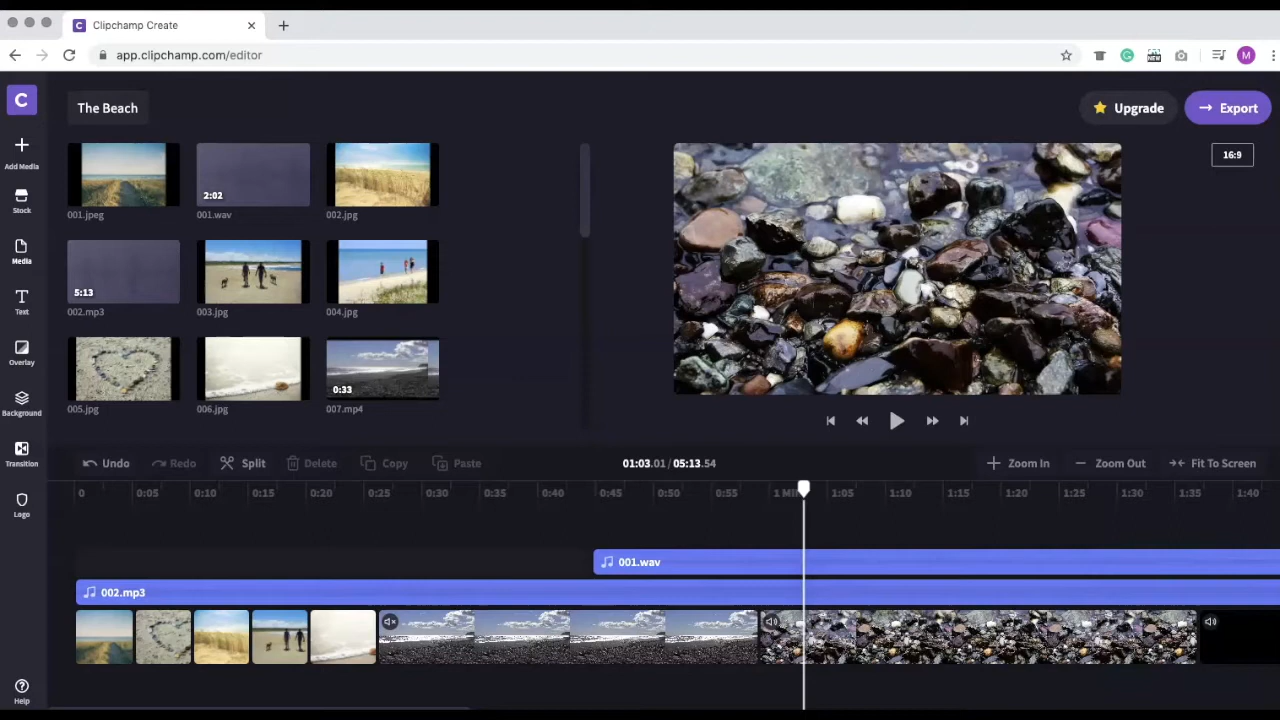 C Clipchamp Create
app.clipchamp.com/editor
NEW
M
C
The Beach
Upgrade
Export
Add Media
2:02
16:9
Stock
001.jpeg
001.wav
002.jpg
Media
5:13
Text
002.mp3
003.jpg
004.jpg
Overlay
0:33
Background
005.jpg
006.jpg
007.mp4
Transition
Undo
Redo
Split
Delete
Copy
Paste
01:03.01 / 05:13.54
Zoom In
Zoom Out
Fit To Screen
0
0:05
0:10
0:15
0:20
0:25
0:30
0:35
0:40
0:45
0:50
0:55
1:05
1:10
1:15
1:20
1:25
1:30
1:35
1:40
Logo
001.wav
002.mp3
Help